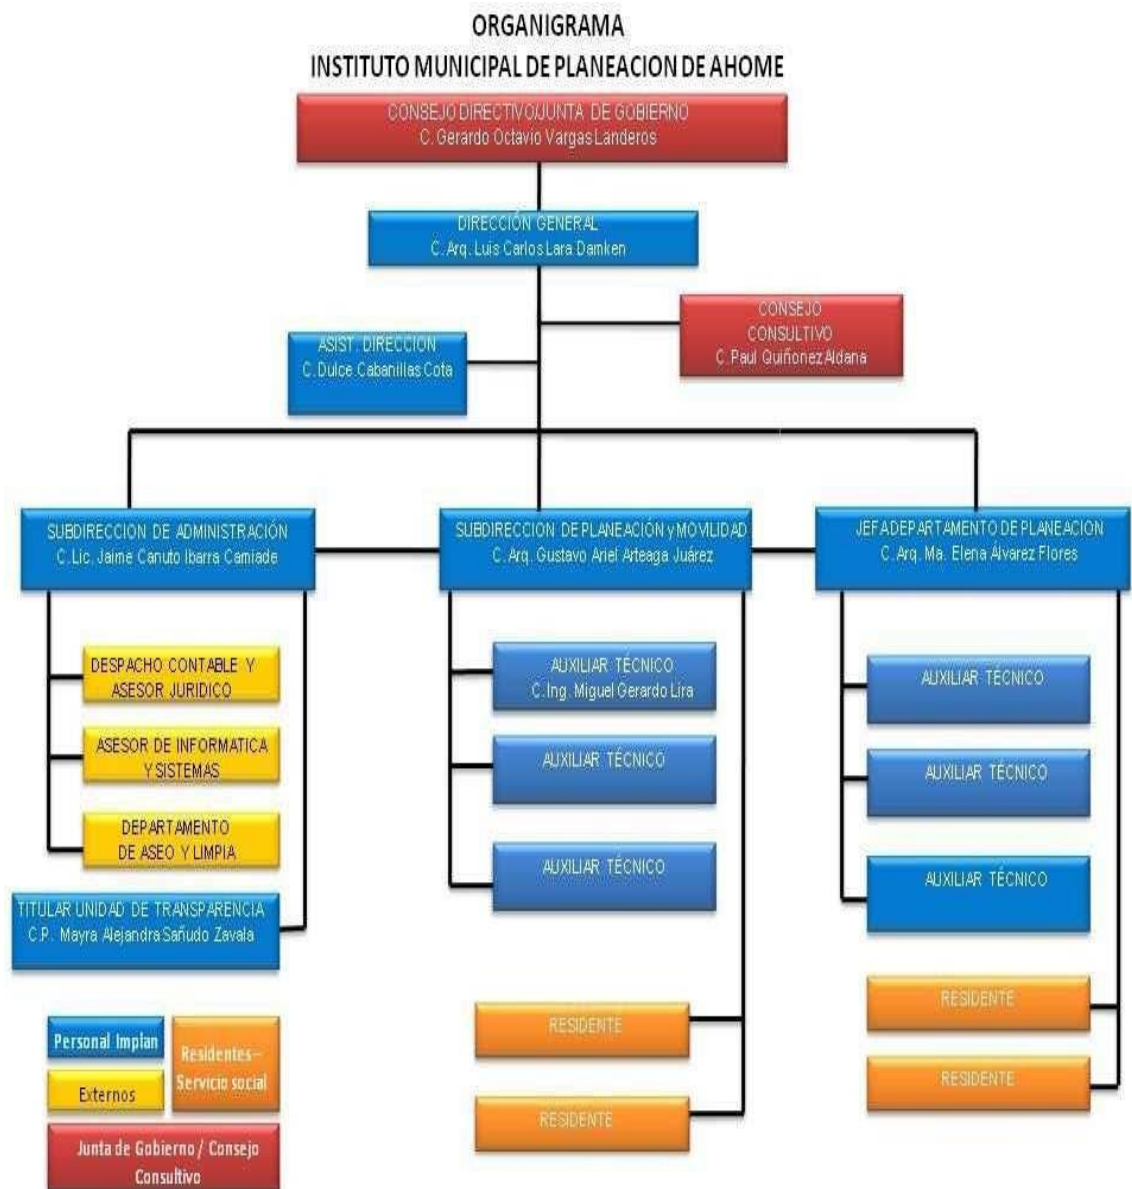 ORGANIGRAMA
INSTITUTO MUNICIPAL DE PLANEACION DE AHOME
CONSEJO DIRECTIVO/JUNTA DE GOBIERNO
C. Gerardo Octavio Vargas Landeros
DIRECCIÓN GENERAL
C. Arq. Luis Carlos Lara Damken
CONSEJO
CONSULTIVO
C. Paul Quiñonez Aldana
ASIST. DIRECCION
C. Dulce Cabanillas Cota
SUBDIRECCION DE ADMINISTRACIÓN
C. Lic. Jaime Canuto Ibarra Camiade
SUBDIRECCION DE PLANEACIÓN y MOVILIDAD
C. Arq. Gustavo Ariel Arteaga Juárez
JEFA DEPARTAMENTO DE PLANEACION
C. Arq. Ma. Elena Álvarez Flores
DESPACHO CONTABLE Y
ASESOR JURIDICO
ASESOR DE INFORMATICA
Y SISTEMAS
DEPARTAMENTO
DE ASEO Y LIMPIA
TITULAR UNIDAD DE TRANSPARENCIA
C.P. Mayra Alejandra Sañudo Zavala
AUXILIAR TÉCNICO
C. Ing. Miguel Gerardo Lira
AUXILIAR TÉCNICO
AUXILIAR TÉCNICO
RESIDENTE
RESIDENTE
AUXILIAR TÉCNICO
AUXILIAR TÉCNICO
AUXILIAR TÉCNICO
RESIDENTE
RESIDENTE
Personal Implan
Externos
Residentes –
Servicio social
Junta de Gobierno / Consejo
Consultivo